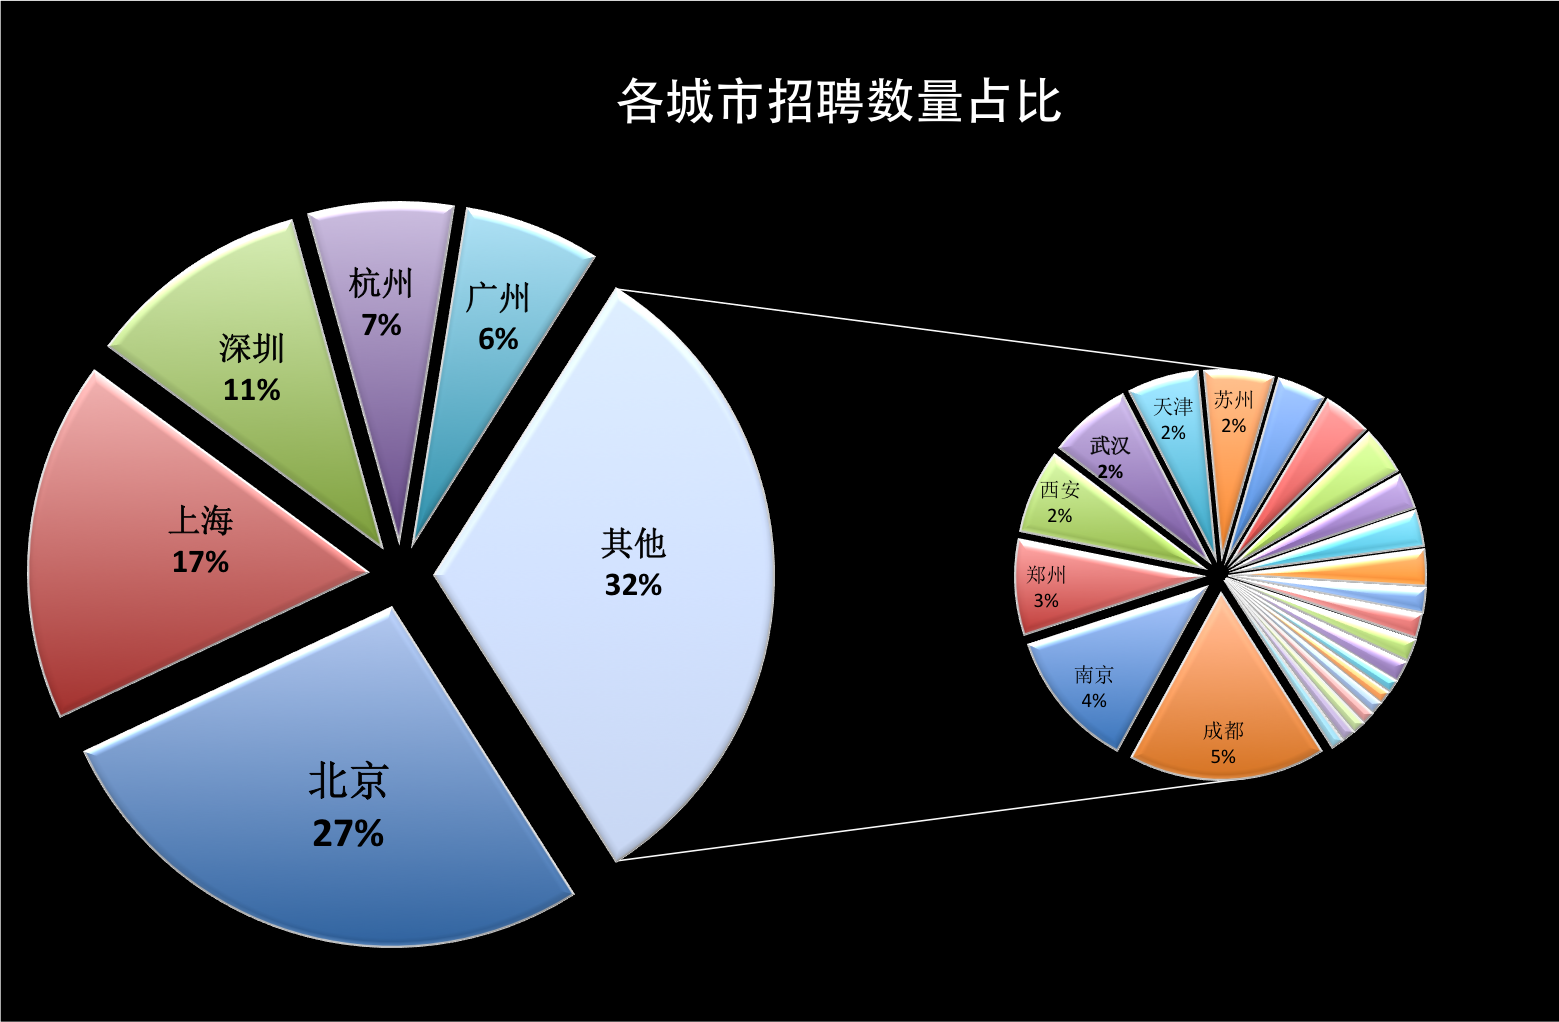 各城市招聘数量占比
杭州
7%
广州
6%
深圳
11%
上海
17%
北京
27%
其他
32%
苏州
2%
天津
2%
武汉
2%
西安
2%
郑州
3%
南京
4%
成都
5%